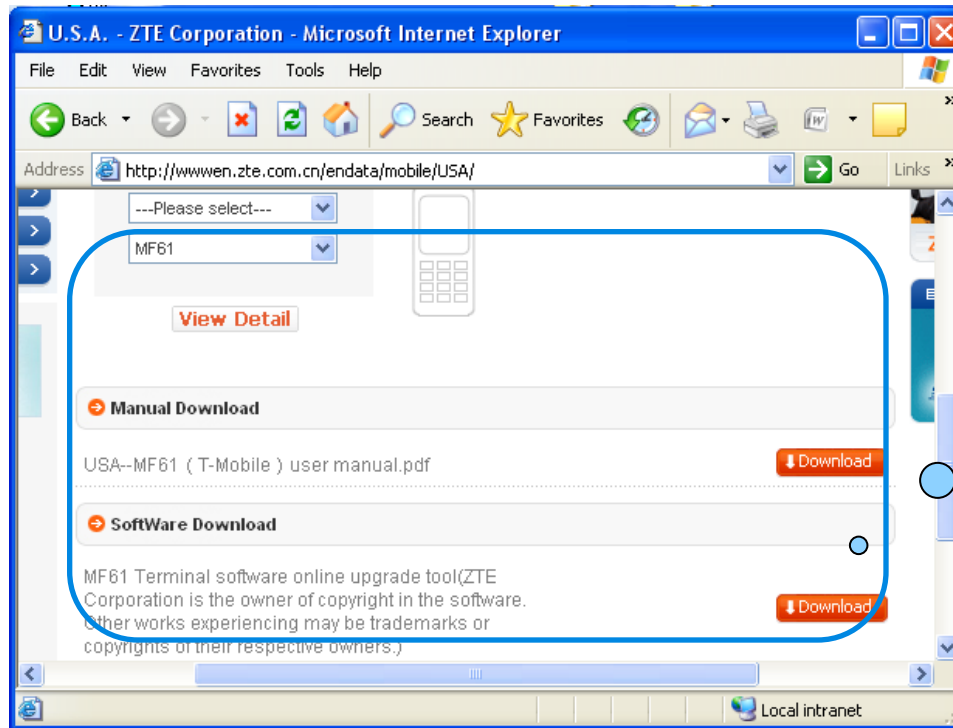 U.S.A. - ZTE Corporation - Microsoft Internet Explorer
File Edit View Favorites Tools Help
Back Search Favorites
Address http://wwwen.zte.com.cn/endata/mobile/USA/ Go Links
---Please select---
MF61
View Detail
Manual Download
USA--MF61 ( T-Mobile ) user manual.pdf Download
SoftWare Download
MF61 Terminal software online upgrade tool(ZTE
Corporation is the owner of copyright in the software.
Other works experiencing may be trademarks or
copyrights of their respective owners.)
Download
Local intranet